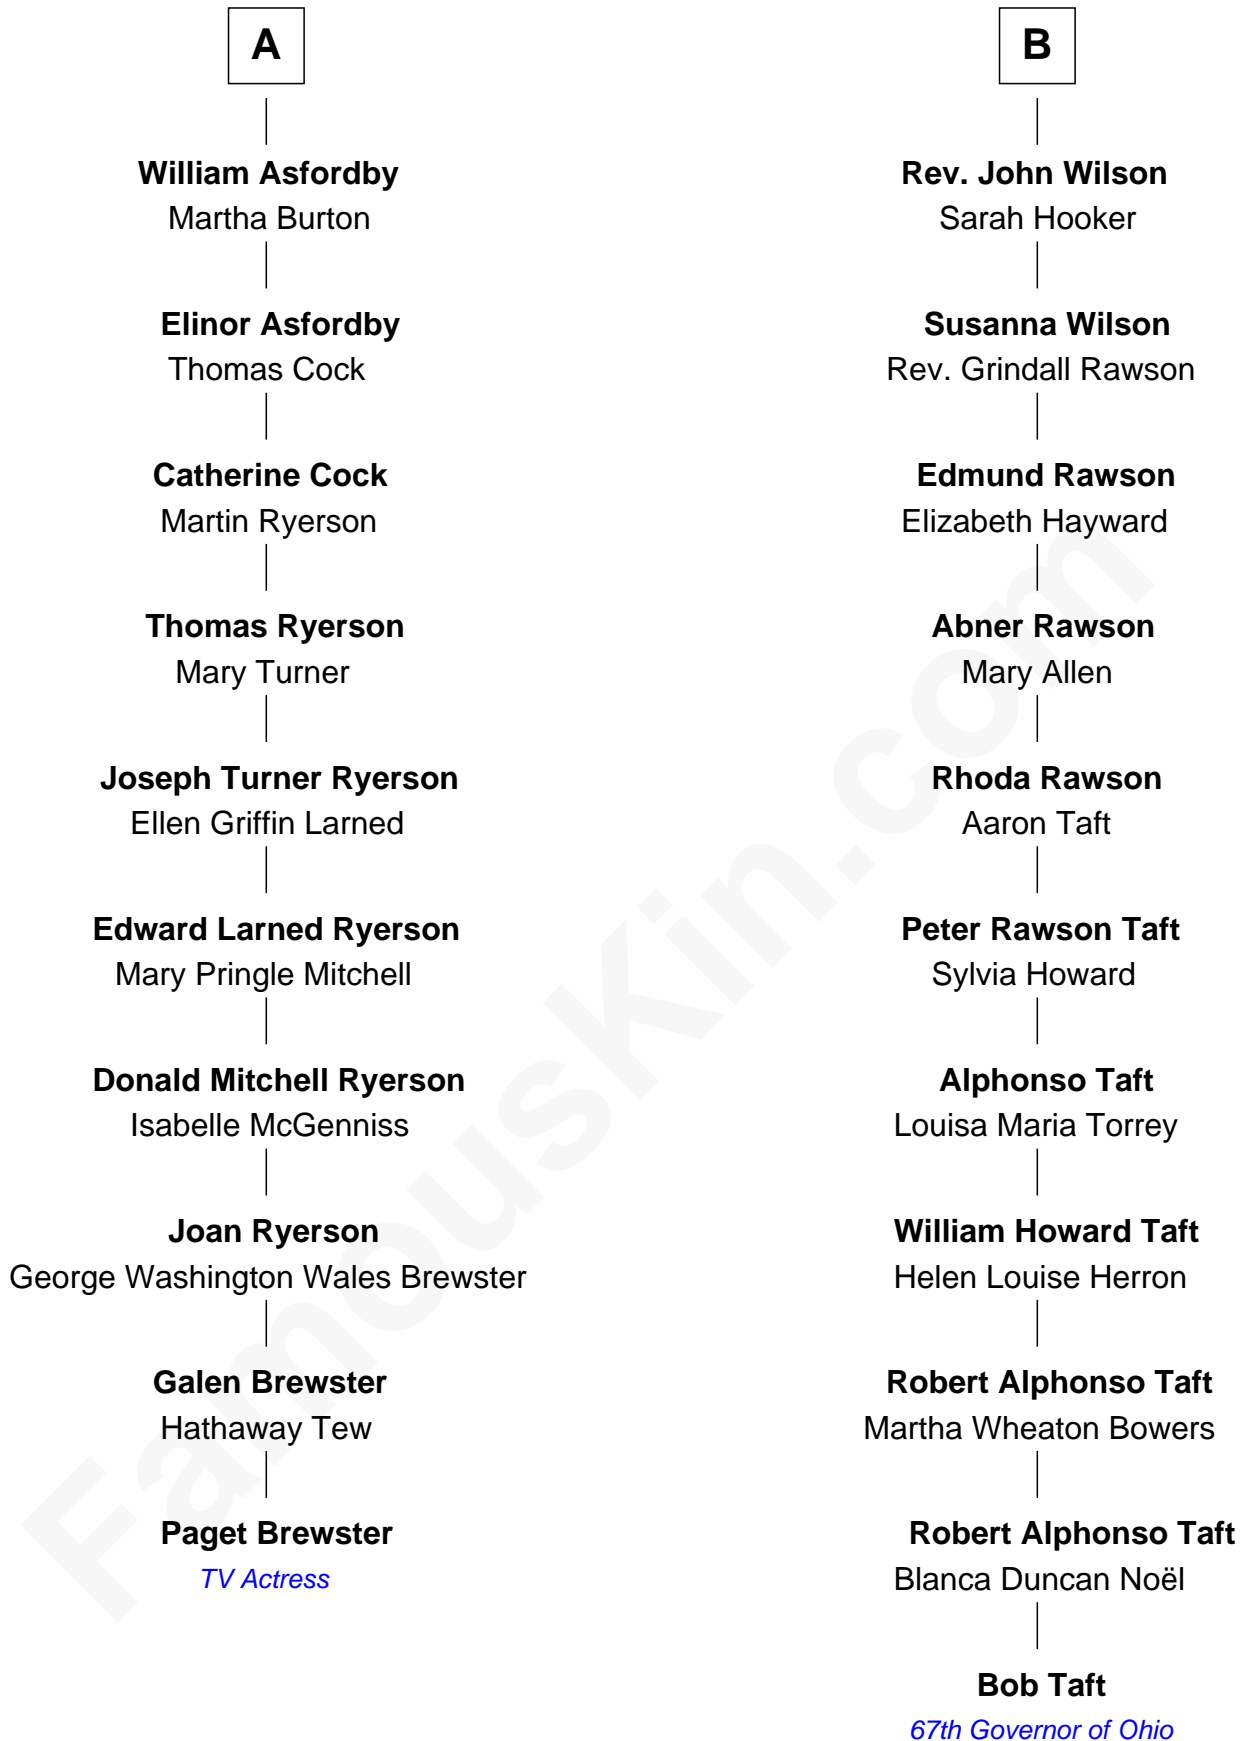 A
William Asfordby
Martha Burton
Elinor Asfordby
Thomas Cock
Catherine Cock
Martin Ryerson
Thomas Ryerson
Mary Turner
Joseph Turner Ryerson
Ellen Griffin Larned
Edward Larned Ryerson
Mary Pringle Mitchell
Donald Mitchell Ryerson
Isabelle McGenniss
Joan Ryerson
George Washington Wales Brewster
Galen Brewster
Hathaway Tew
Paget Brewster
TV Actress
B
Rev. John Wilson
Sarah Hooker
Susanna Wilson
Rev. Grindall Rawson
Edmund Rawson
Elizabeth Hayward
Abner Rawson
Mary Allen
Rhoda Rawson
Aaron Taft
Peter Rawson Taft
Sylvia Howard
Alphonso Taft
Louisa Maria Torrey
William Howard Taft
Helen Louise Herron
Robert Alphonso Taft
Martha Wheaton Bowers
Robert Alphonso Taft
Blanca Duncan Noël
Bob Taft
67th Governor of Ohio
FamousKin.com